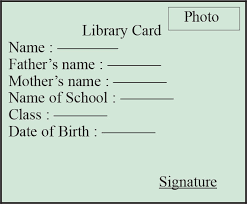 Photo
Library Card
Name :
Father's name :
Mother's name :
Name of School :
Class :
Date of Birth :
Signature